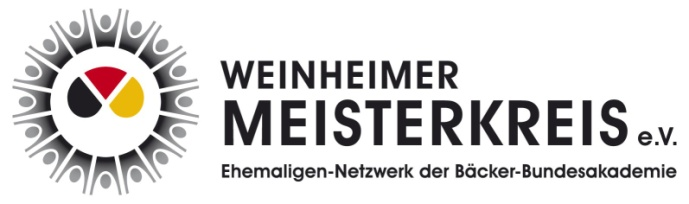 WEINHEIMER
MEISTERKREIS e.V.
Ehemaligen-Netzwerk der Bäcker-Bundesakademie